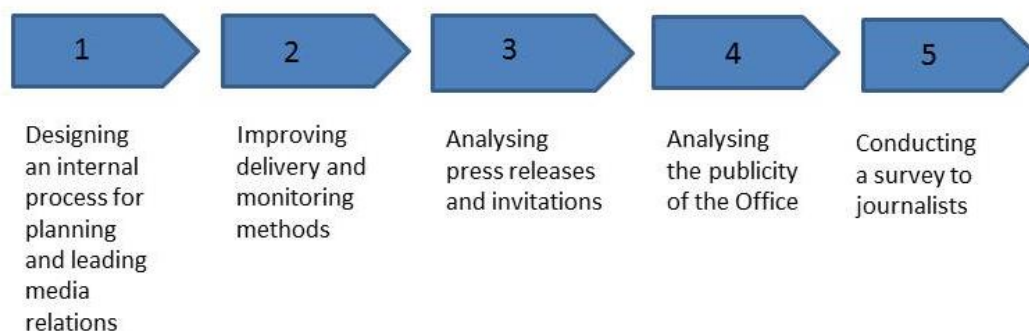 1
Designing
an internal
process for
planning
and leading
media
relations
2
Improving
delivery and
monitoring
methods
3
Analysing
press releases
and invitations
4
Analysing
the publicity
of the Office
5
Conducting
a survey to
journalists